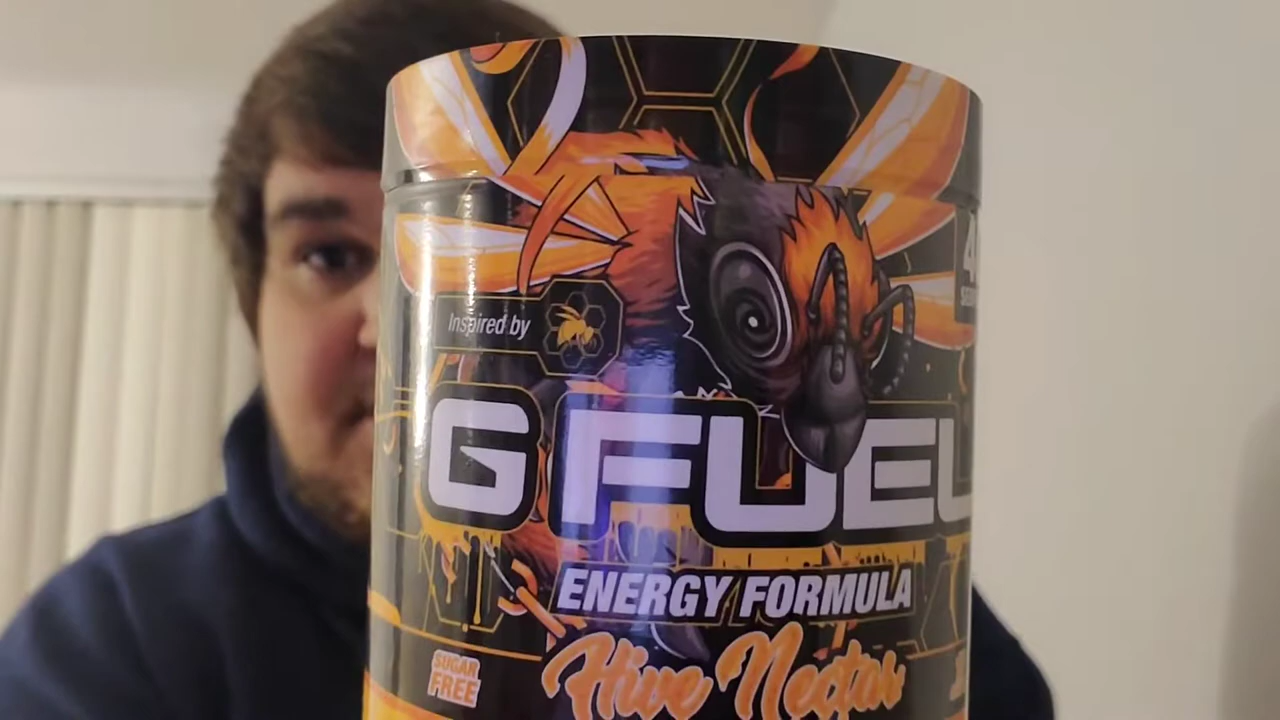 Inspired by
G FUEL
ENERGY FORMULA
SUGAR
FREE
Hive Nectar